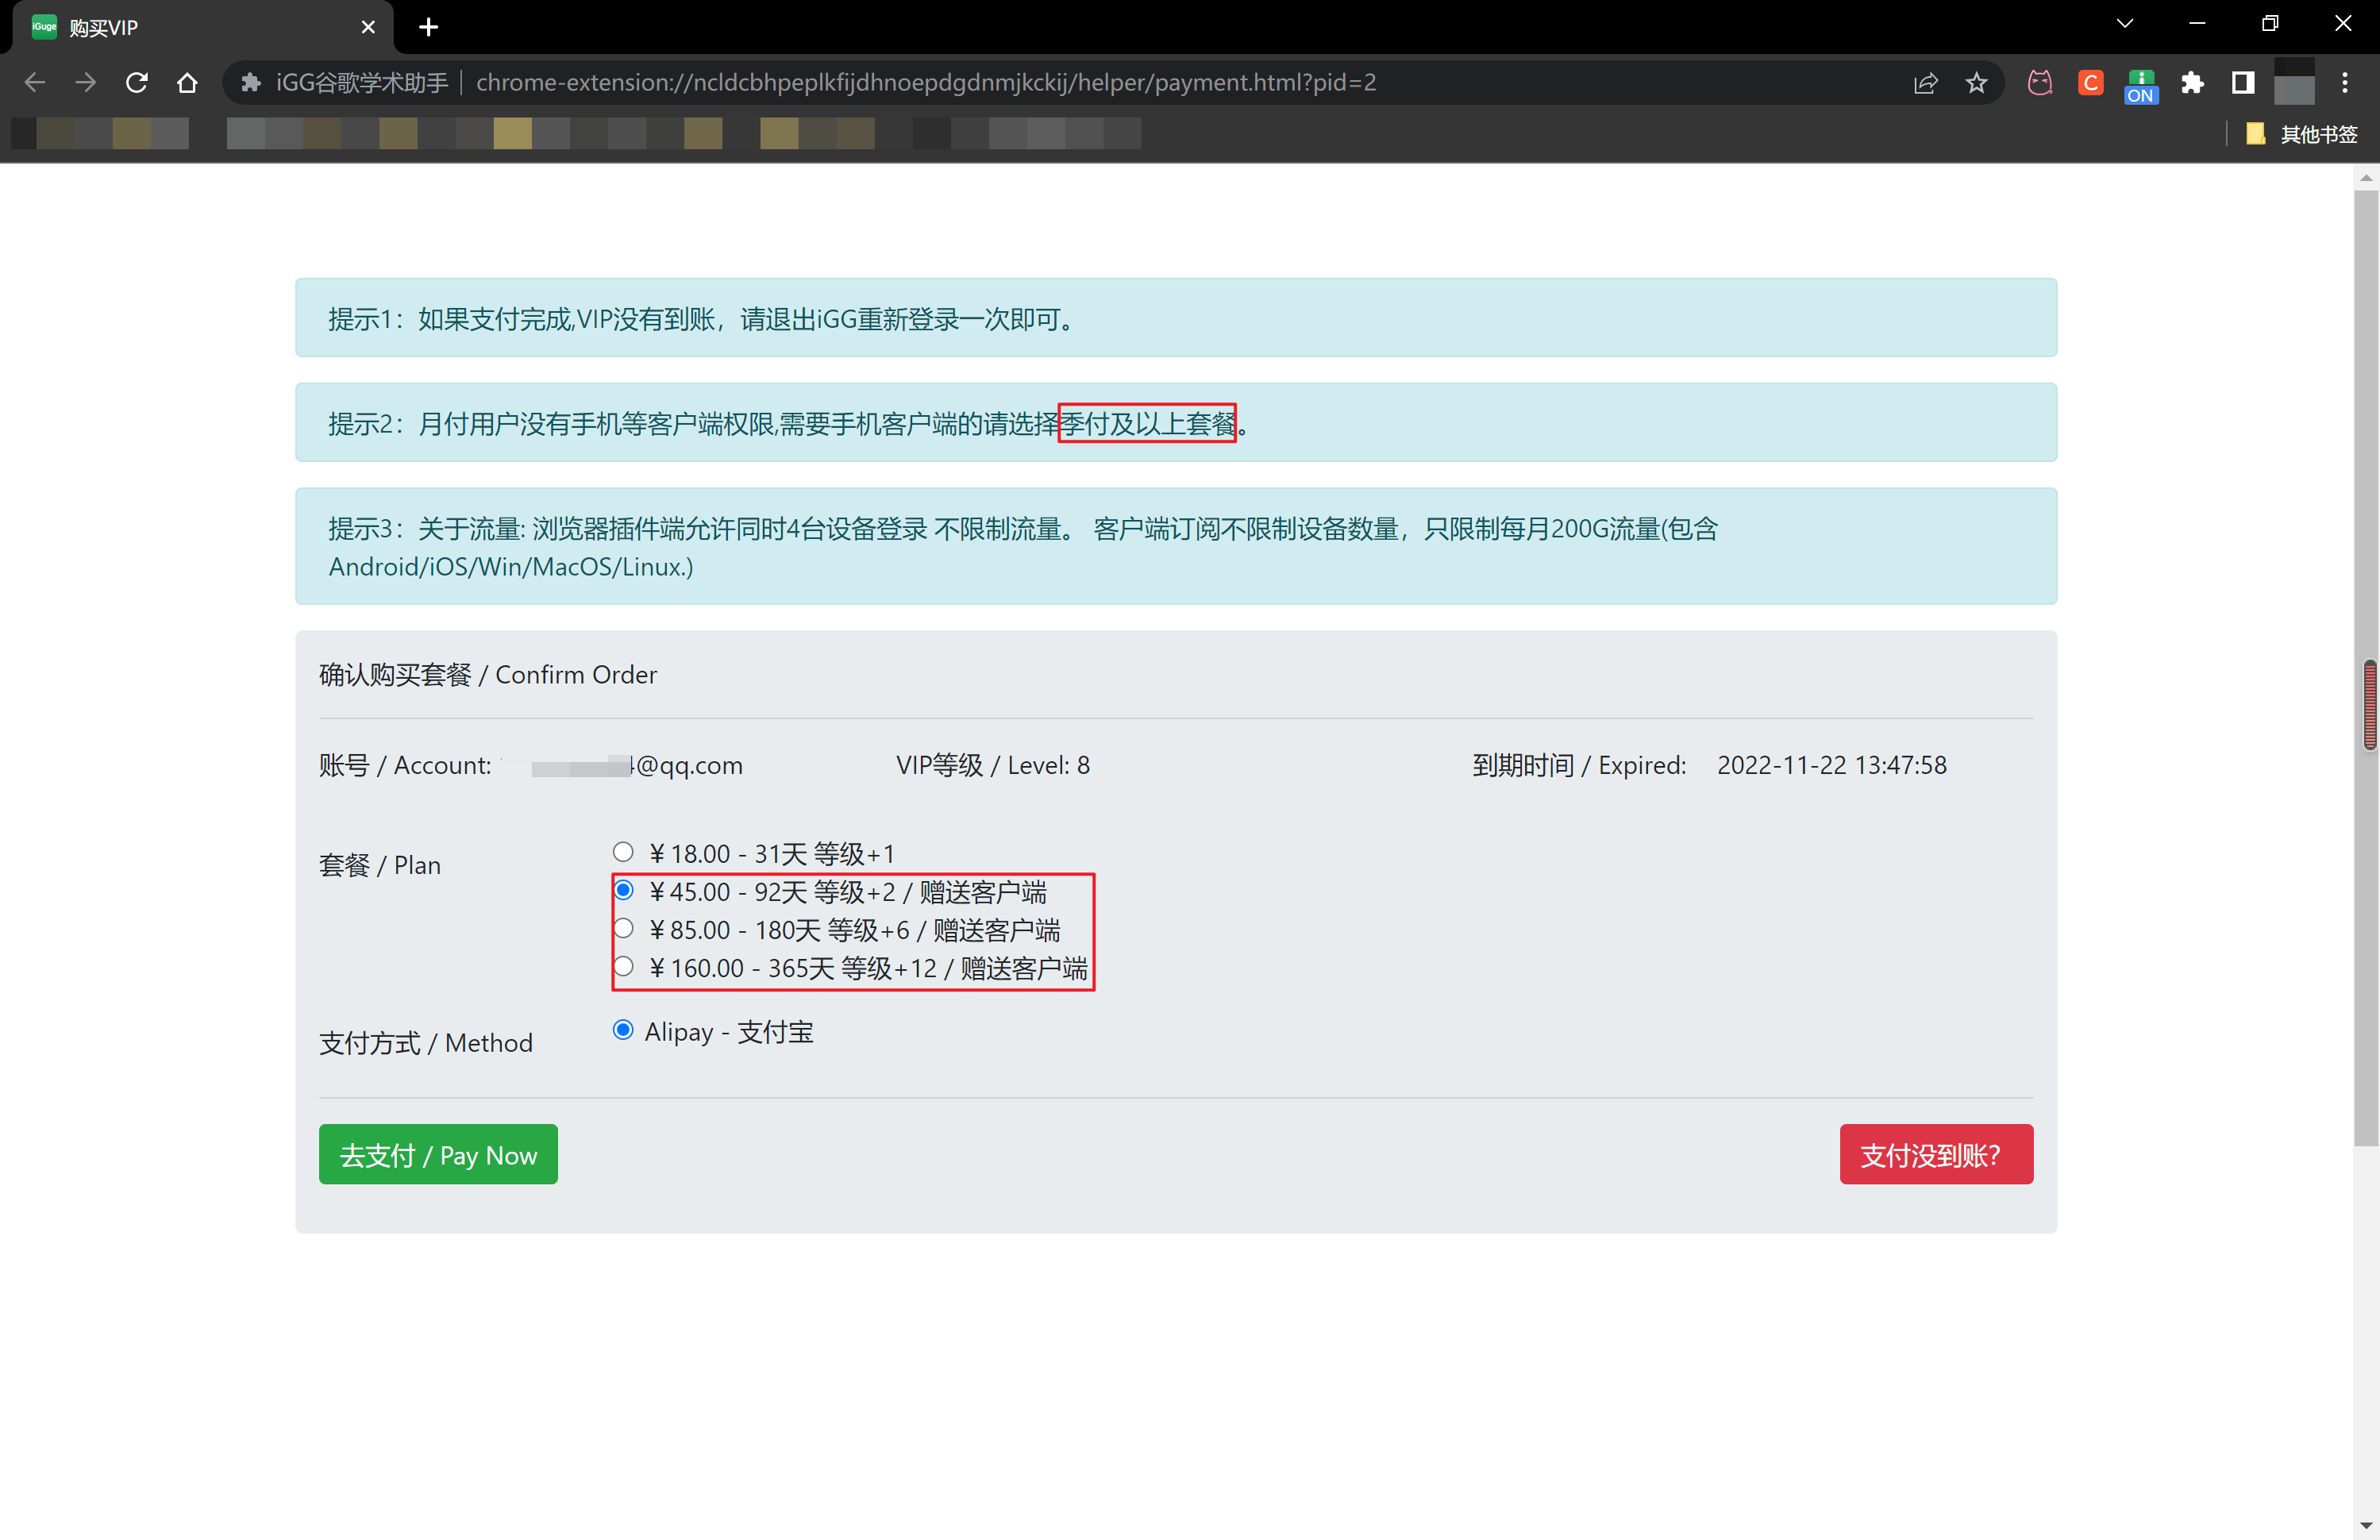 iGuge 购买VIP
iGG谷歌学术助手 | chrome-extension://ncldcbhpeplkfijdhnoepdgdnmjkckij/helper/payment.html?pid=2
C
ON
其他书签
提示1：如果支付完成,VIP没有到账，请退出iGG重新登录一次即可。
提示2：月付用户没有手机等客户端权限,需要手机客户端的请选择季付及以上套餐。
提示3：关于流量: 浏览器插件端允许同时4台设备登录 不限制流量。 客户端订阅不限制设备数量，只限制每月200G流量(包含
Android/iOS/Win/MacOS/Linux.)
确认购买套餐 / Confirm Order
账号 / Account: 4@qq.com VIP等级 / Level: 8 到期时间 / Expired: 2022-11-22 13:47:58
套餐 / Plan
￥18.00 - 31天 等级+1
￥45.00 - 92天 等级+2 / 赠送客户端
￥85.00 - 180天 等级+6 / 赠送客户端
￥160.00 - 365天 等级+12 / 赠送客户端
支付方式 / Method
Alipay - 支付宝
去支付 / Pay Now 支付没到账?